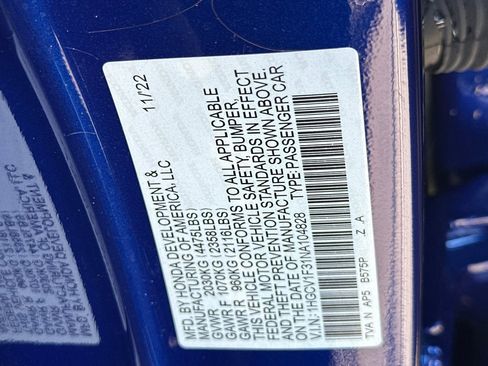 11/22
MFD. BY HONDA DEVELOPMENT &
MANUFACTURING OF AMERICA, LLC
GVWR 2030KG (4475LBS)
GAWR F 1070KG (2358LBS)
GAWR R 960KG (2116LBS)
THIS VEHICLE CONFORMS TO ALL APPLICABLE
FEDERAL MOTOR VEHICLE SAFETY, BUMPER,
AND THEFT PREVENTION STANDARDS IN EFFECT
ON THE DATE OF MANUFACTURE SHOWN ABOVE.
V.I.N.: 1HGCV1F31NA104828 TYPE:PASSENGER CAR
TVA N AP5 B575P Z A